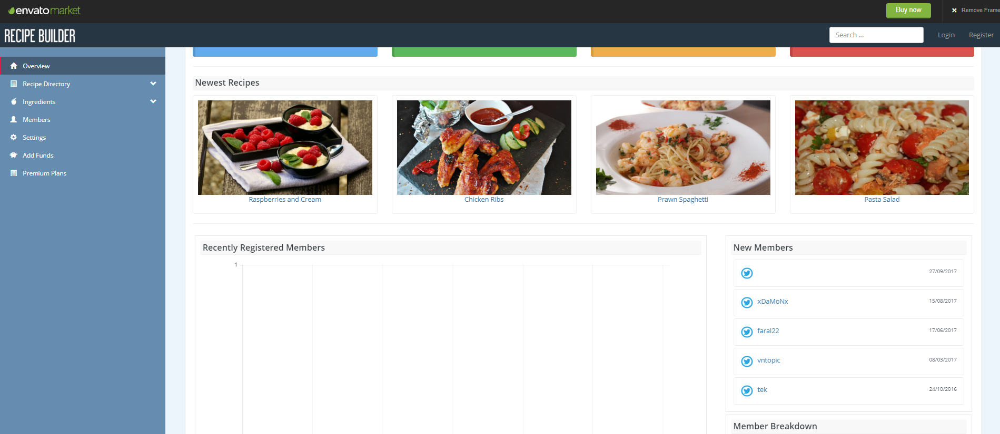 envatomarket
Buy now
Remove Frame
RECIPE BUILDER
Search ...
Login
Register
Overview
Recipe Directory
Ingredients
Members
Settings
Add Funds
Premium Plans
Newest Recipes
Raspberries and Cream
Chicken Ribs
Prawn Spaghetti
Pasta Salad
Recently Registered Members
1
New Members
27/09/2017
xDaMoNx
15/08/2017
faral22
17/06/2017
vntopic
08/03/2017
tek
24/10/2016
Member Breakdown